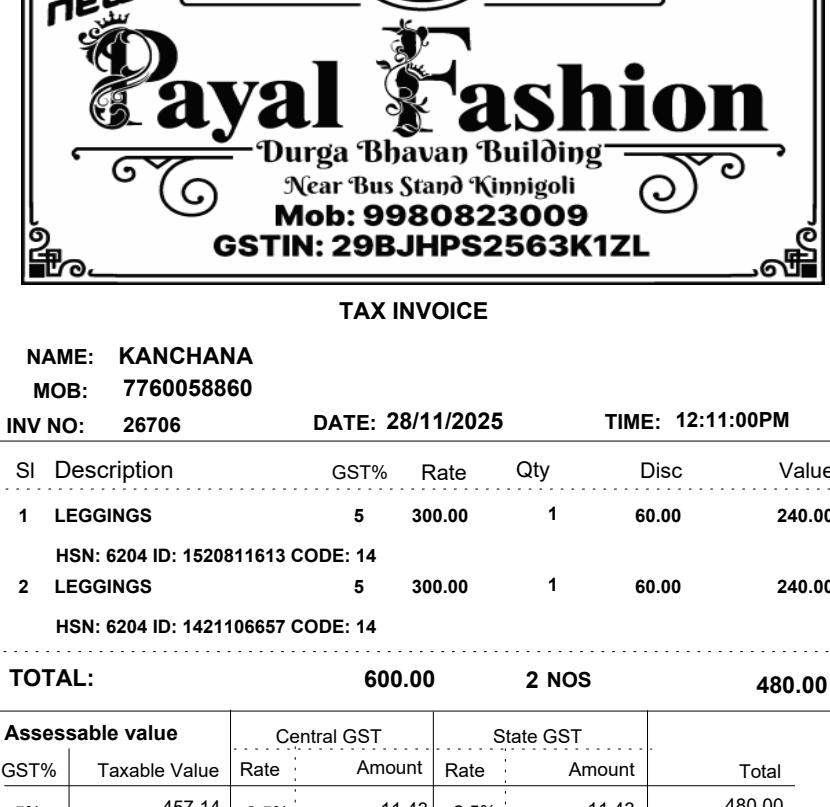 new
Payal Fashion
Durga Bhavan Building
Near Bus Stand Kinnigoli
Mob: 9980823009
GSTIN: 29BJHPS2563K1ZL
TAX INVOICE
NAME: KANCHANA
MOB: 7760058860
INV NO: 26706 DATE: 28/11/2025 TIME: 12:11:00PM
Sl Description GST% Rate Qty Disc Value
1 LEGGINGS 5 300.00 1 60.00 240.00
HSN: 6204 ID: 1520811613 CODE: 14
2 LEGGINGS 5 300.00 1 60.00 240.00
HSN: 6204 ID: 1421106657 CODE: 14
TOTAL: 600.00 2 NOS 480.00
Assessable value Central GST State GST
GST% Taxable Value Rate Amount Rate Amount Total
457.14 11.43 11.43 480.00